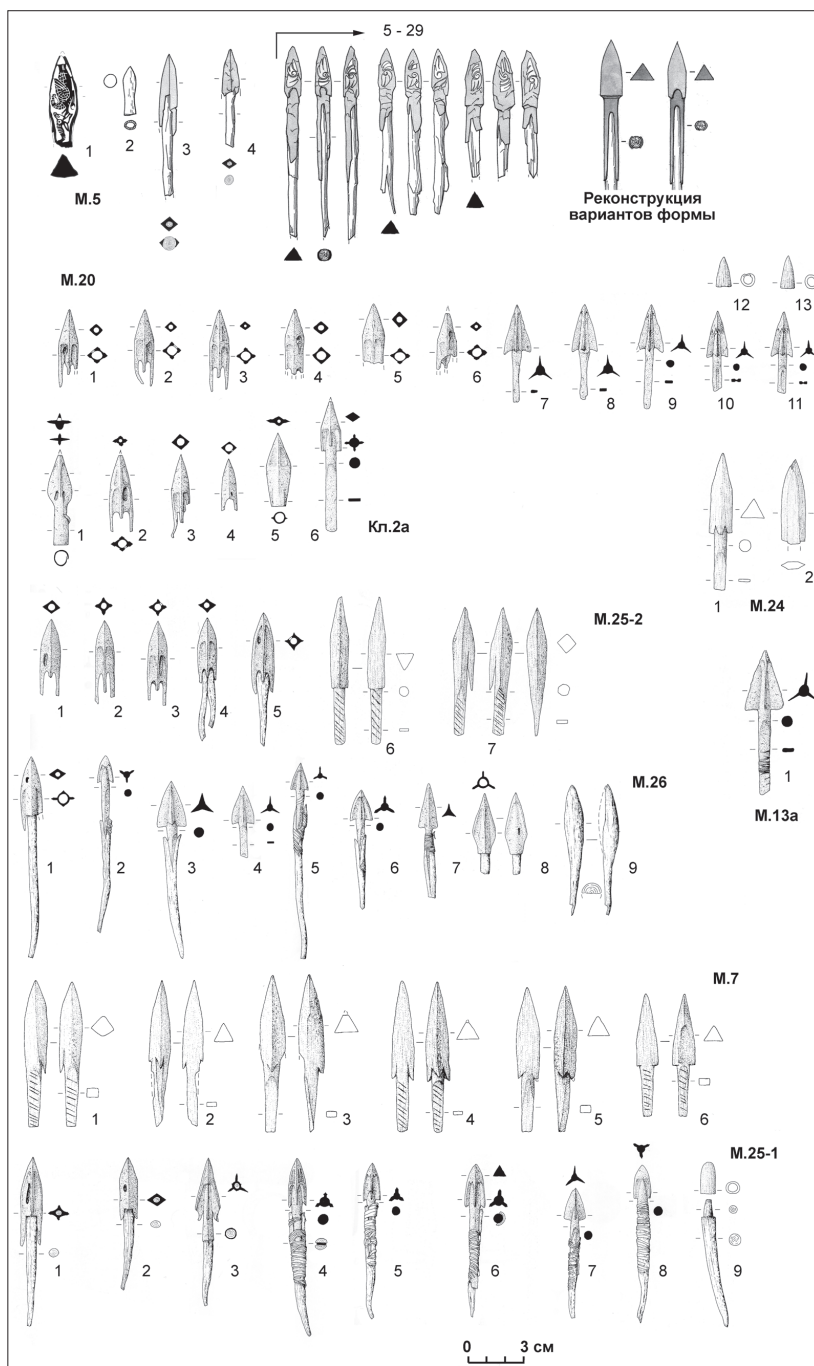 5 - 29
1 2 3 4
М.5
Реконструкция
вариантов формы
М.20
12 13
1 2 3 4 5 6 7 8 9 10 11
1 2 3 4 5 6
Кл.2а
1 2
М.24
М.25-2
1 2 3 4 5 6 7
1
М.13а
М.26
1 2 3 4 5 6 7 8 9
М.7
1 2 3 4 5 6
М.25-1
1 2 3 4 5 6 7 8 9
0 3 см